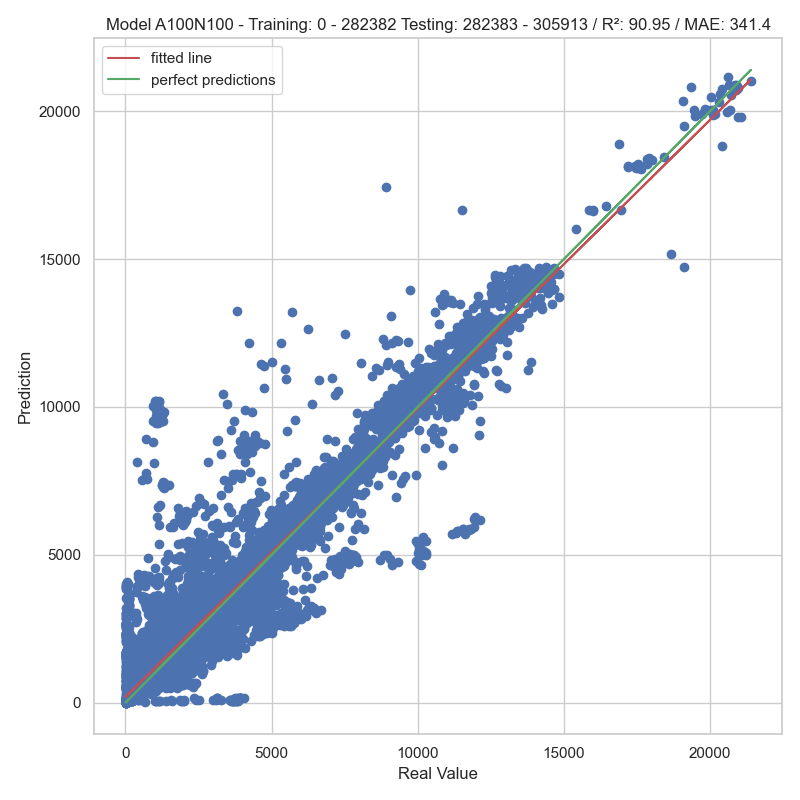 Model A100N100 - Training: 0 - 282382 Testing: 282383 - 305913 / R²: 90.95 / MAE: 341.4
fitted line
perfect predictions
20000
15000
10000
5000
0
Prediction
0 5000 10000 15000 20000
Real Value